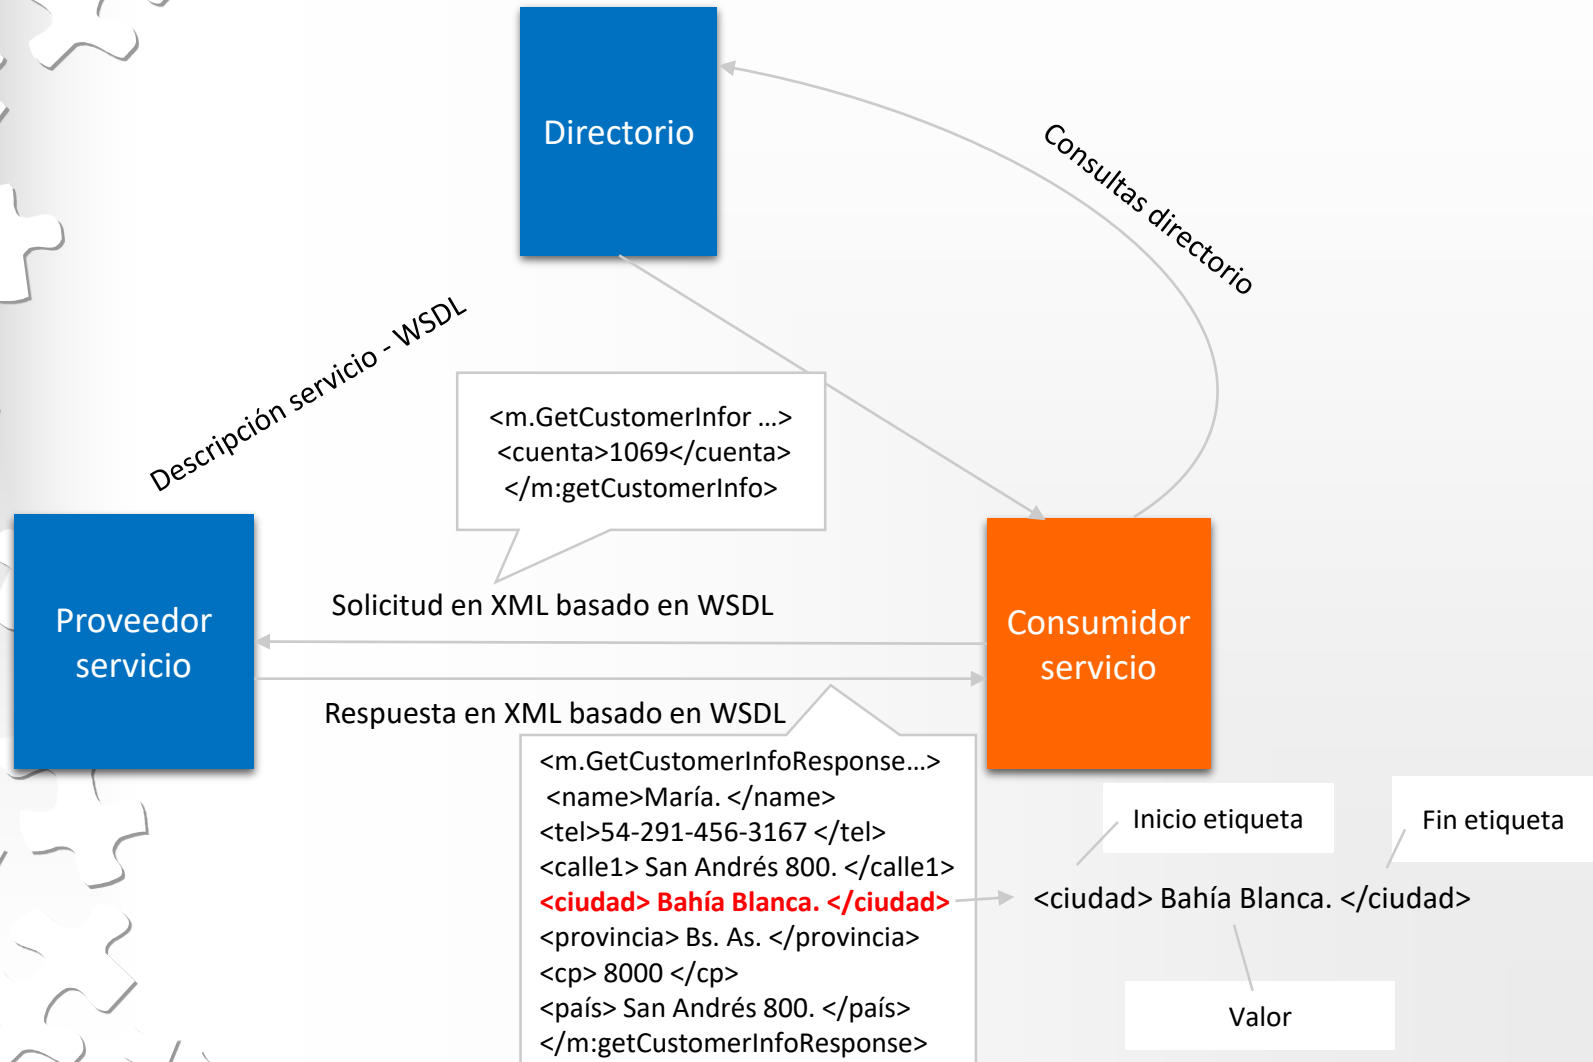 Directorio
Consultas directorio
Descripción servicio - WSDL
<m.GetCustomerInfor ...>
<cuenta>1069</cuenta>
</m:getCustomerInfo>
Proveedor
servicio
Solicitud en XML basado en WSDL
Consumidor
servicio
Respuesta en XML basado en WSDL
<m.GetCustomerInfoResponse...>
<name>María. </name>
<tel>54-291-456-3167 </tel>
<calle1> San Andrés 800. </calle1>
<ciudad> Bahía Blanca. </ciudad>
<provincia> Bs. As. </provincia>
<cp> 8000 </cp>
<país> San Andrés 800. </país>
</m:getCustomerInfoResponse>
Inicio etiqueta
Fin etiqueta
<ciudad> Bahía Blanca. </ciudad>
Valor